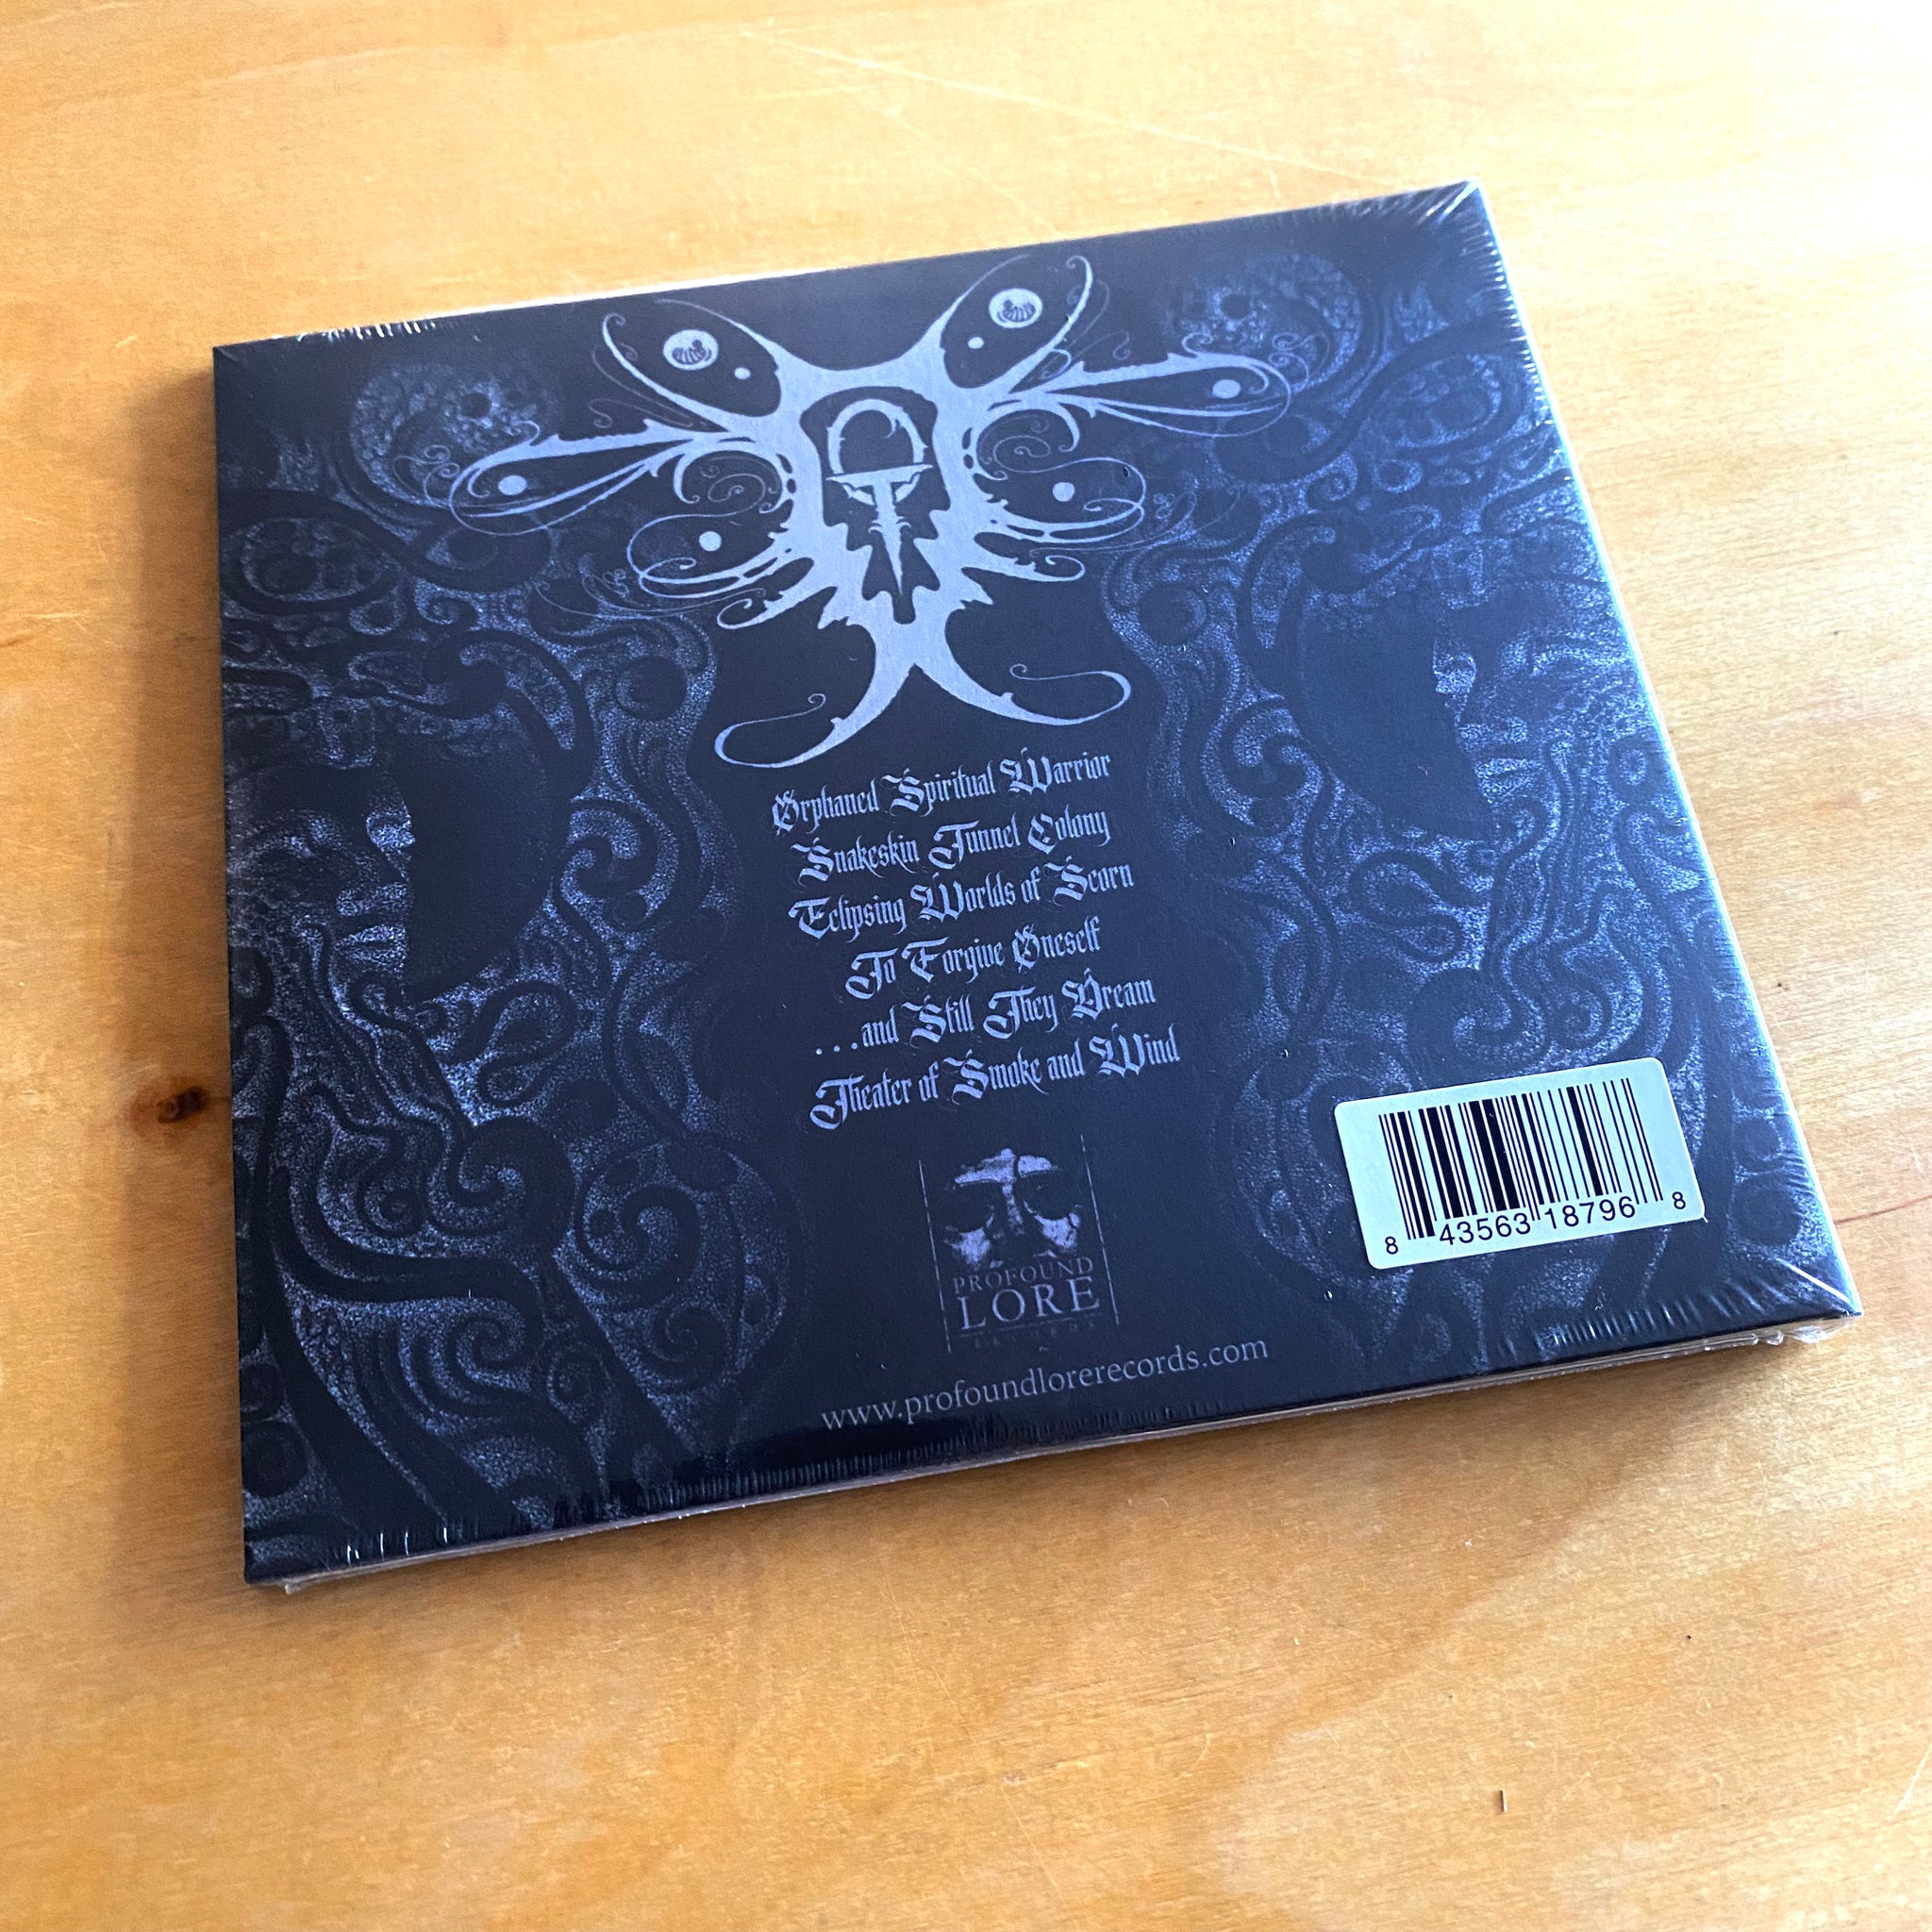 Orphaned Spiritual Warrior
Snakeskin Tunnel Colony
Eclipsing Worlds of Scorn
To Forgive Oneself
...and Still They Dream
Theater of Smoke and Wind
PROFOUND
LORE
RECORDS
www.profoundlorerecords.com
8 43563 18796 8